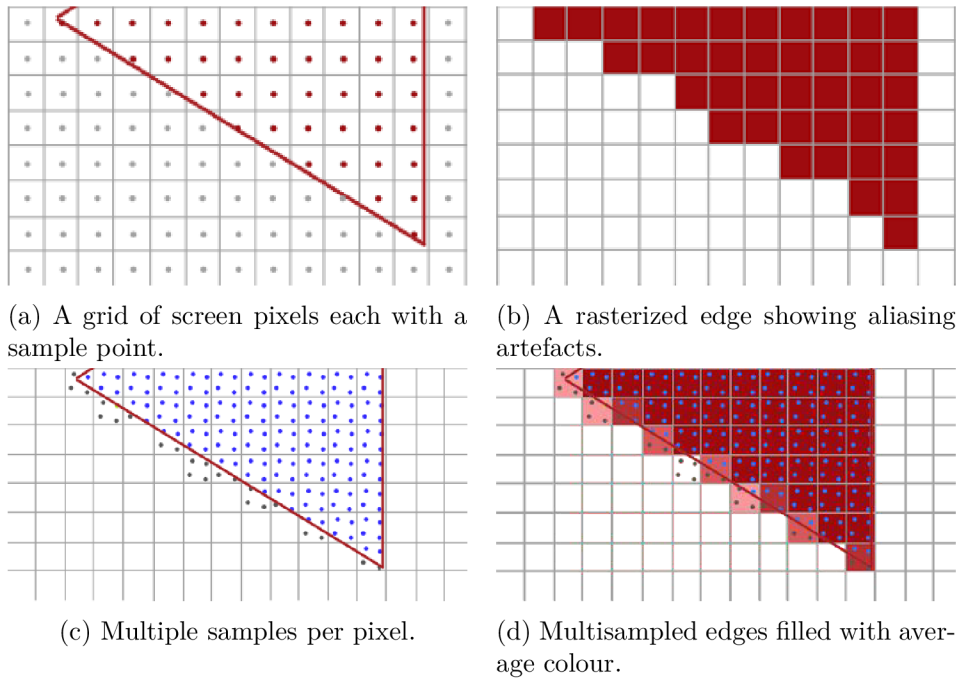 (a) A grid of screen pixels each with a
sample point.
(b) A rasterized edge showing aliasing
artefacts.
(c) Multiple samples per pixel.
(d) Multisampled edges filled with aver-
age colour.